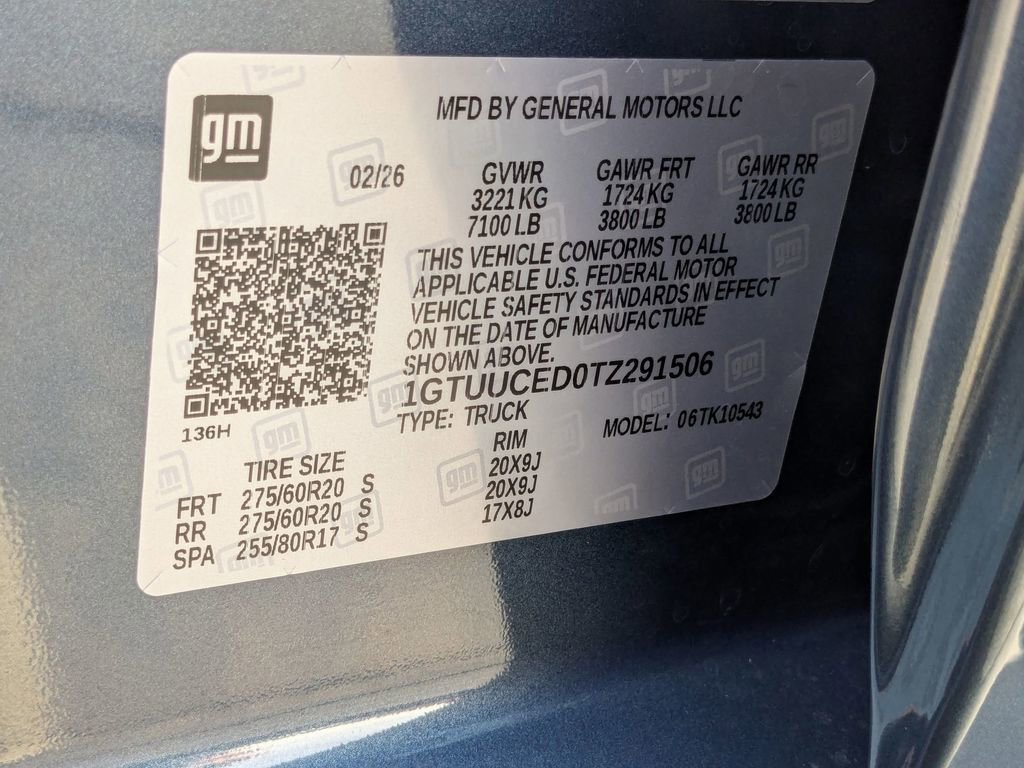 gm
MFD BY GENERAL MOTORS LLC
02/26
GVWR GAWR FRT GAWR RR
3221 KG 1724 KG 1724 KG
7100 LB 3800 LB 3800 LB
THIS VEHICLE CONFORMS TO ALL
APPLICABLE U.S. FEDERAL MOTOR
VEHICLE SAFETY STANDARDS IN EFFECT
ON THE DATE OF MANUFACTURE
SHOWN ABOVE.
1GTUUCED0TZ291506
TYPE: TRUCK MODEL: 06TK10543
136H
TIRE SIZE RIM
FRT 275/60R20 S 20X9J
RR 275/60R20 S 20X9J
SPA 255/80R17 S 17X8J